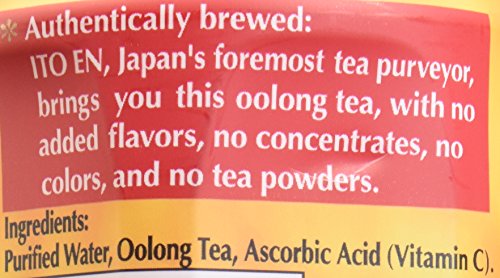 * Authentically brewed:
ITO EN, Japan's foremost tea purveyor,
brings you this oolong tea, with no
added flavors, no concentrates, no
colors, and no tea powders.
Ingredients:
Purified Water, Oolong Tea, Ascorbic Acid (Vitamin C).